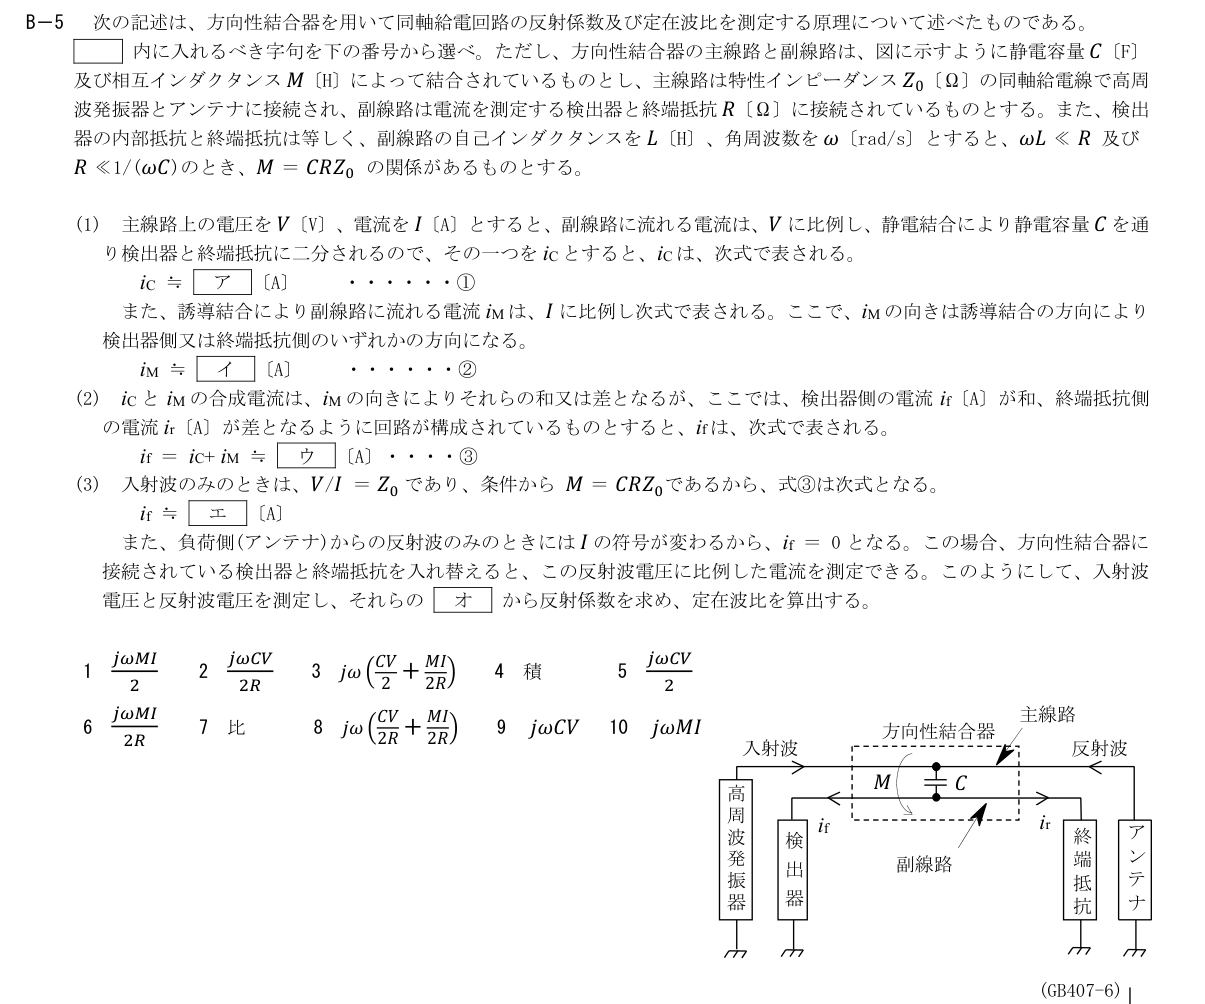 B－5　次の記述は、方向性結合器を用いて同軸給電回路の反射係数及び定在波比を測定する原理について述べたものである。
　　　内に入れるべき字句を下の番号から選べ。ただし、方向性結合器の主線路と副線路は、図に示すように静電容量 C〔F〕
及び相互インダクタンス M〔H〕によって結合されているものとし、主線路は特性インピーダンス Z₀〔Ω〕の同軸給電線で高周
波発振器とアンテナに接続され、副線路は電流を測定する検出器と終端抵抗 R〔Ω〕に接続されているものとする。また、検出
器の内部抵抗と終端抵抗は等しく、副線路の自己インダクタンスを L〔H〕、角周波数を ω〔rad/s〕とすると、ωL ≪ R 及び
R ≪1/(ωC)のとき、M = CRZ₀ の関係があるものとする。
(1)　主線路上の電圧を V〔V〕、電流を I〔A〕とすると、副線路に流れる電流は、V に比例し、静電結合により静電容量 C を通
り検出器と終端抵抗に二分されるので、その一つを iC とすると、iC は、次式で表される。
iC ≒ ア〔A〕　・・・・・・①
また、誘導結合により副線路に流れる電流 iM は、I に比例し次式で表される。ここで、iM の向きは誘導結合の方向により
検出器側又は終端抵抗側のいずれかの方向になる。
iM ≒ イ〔A〕　・・・・・・②
(2)　iC と iM の合成電流は、iM の向きによりそれらの和又は差となるが、ここでは、検出器側の電流 if〔A〕が和、終端抵抗側
の電流 ir〔A〕が差となるように回路が構成されているものとすると、if は、次式で表される。
if = iC+ iM ≒ ウ〔A〕・・・・③
(3)　入射波のみのときは、V/I = Z₀ であり、条件から M = CRZ₀であるから、式③は次式となる。
if ≒ エ〔A〕
また、負荷側(アンテナ)からの反射波のみのときには I の符号が変わるから、if = 0 となる。この場合、方向性結合器に
接続されている検出器と終端抵抗を入れ替えると、この反射波電圧に比例した電流を測定できる。このようにして、入射波
電圧と反射波電圧を測定し、それらの オ から反射係数を求め、定在波比を算出する。
1　jωMI/2　2　jωCV/2R　3　jω(CV/2 + MI/2R)　4　積　5　jωCV/2
6　jωMI/2R　7　比　8　jω(CV/2R + MI/2R)　9　jωCV　10　jωMI
主線路
方向性結合器
入射波
反射波
M
C
if
ir
副線路
高周波発振器
検出器
終端抵抗
アンテナ
(GB407-6)